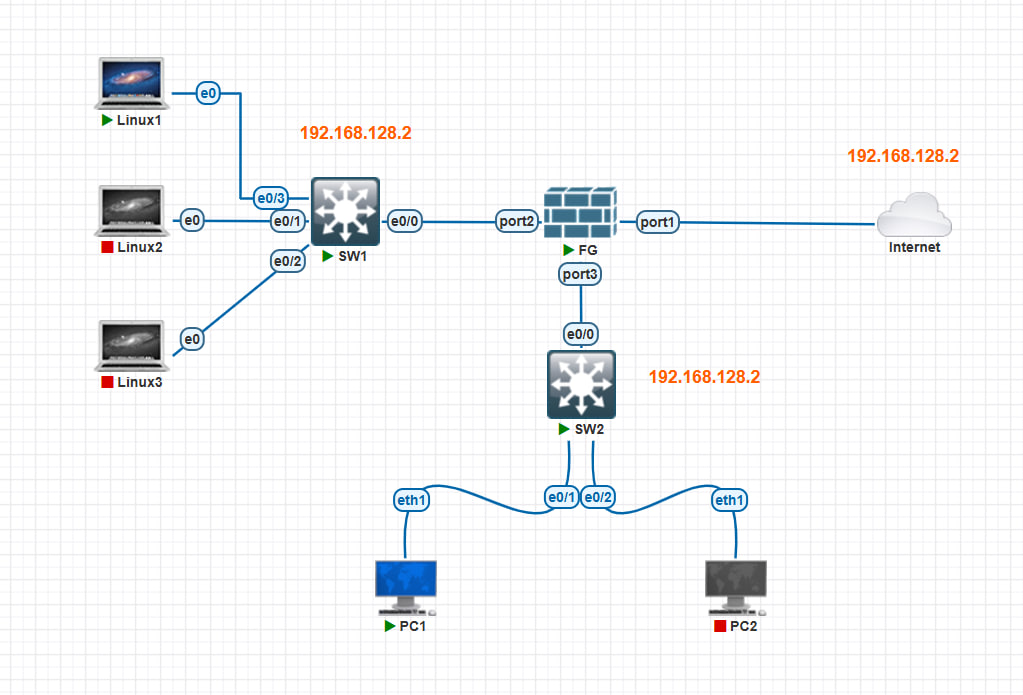 e0
Linux1
192.168.128.2
192.168.128.2
e0/3
e0
e0/1
e0/0
port2
port1
Linux2
SW1
FG
Internet
e0/2
port3
e0
e0/0
Linux3
192.168.128.2
SW2
eth1
e0/1
e0/2
eth1
PC1
PC2